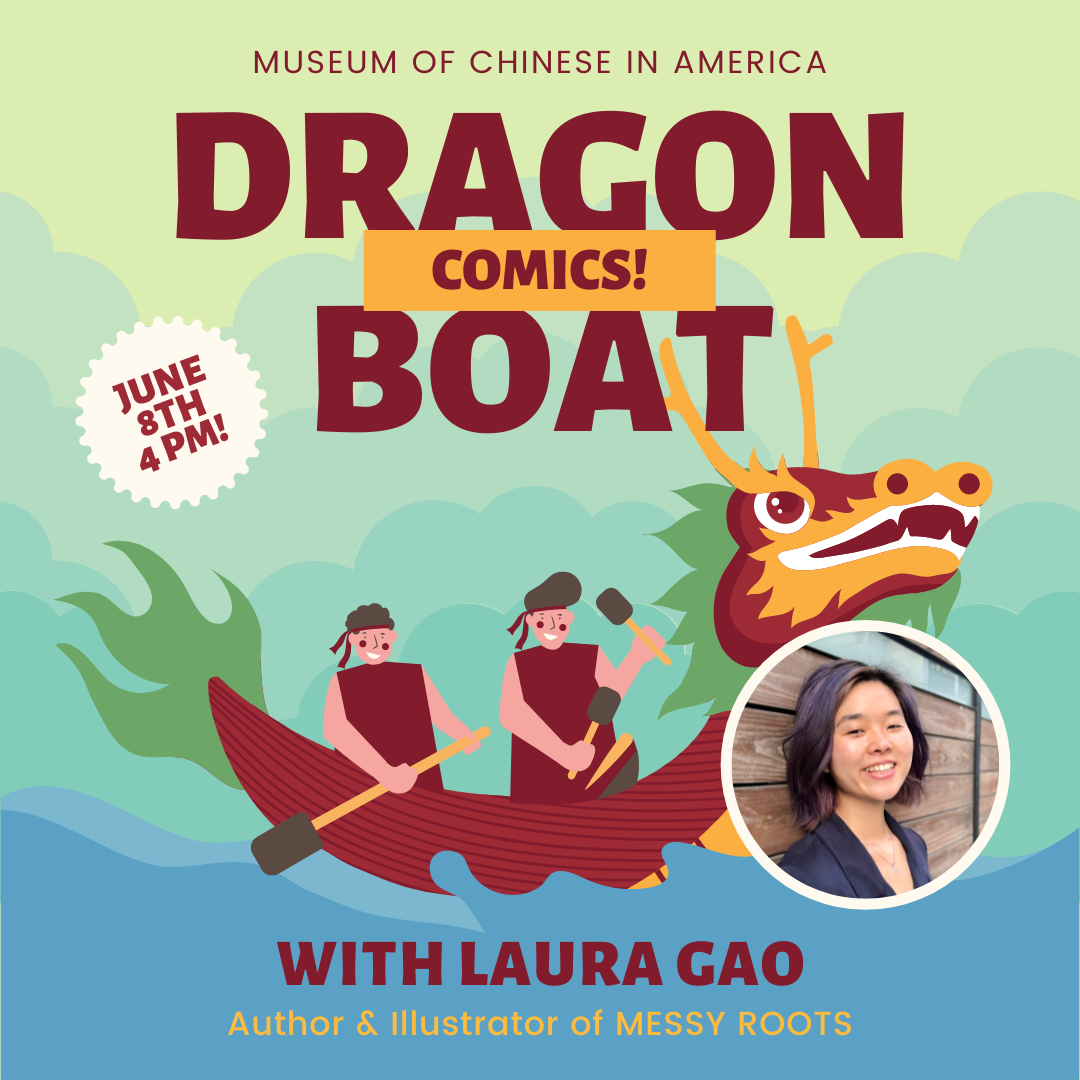 MUSEUM OF CHINESE IN AMERICA
DRAGON
COMICS!
BOAT
JUNE
8TH
4 PM!
WITH LAURA GAO
Author & Illustrator of MESSY ROOTS